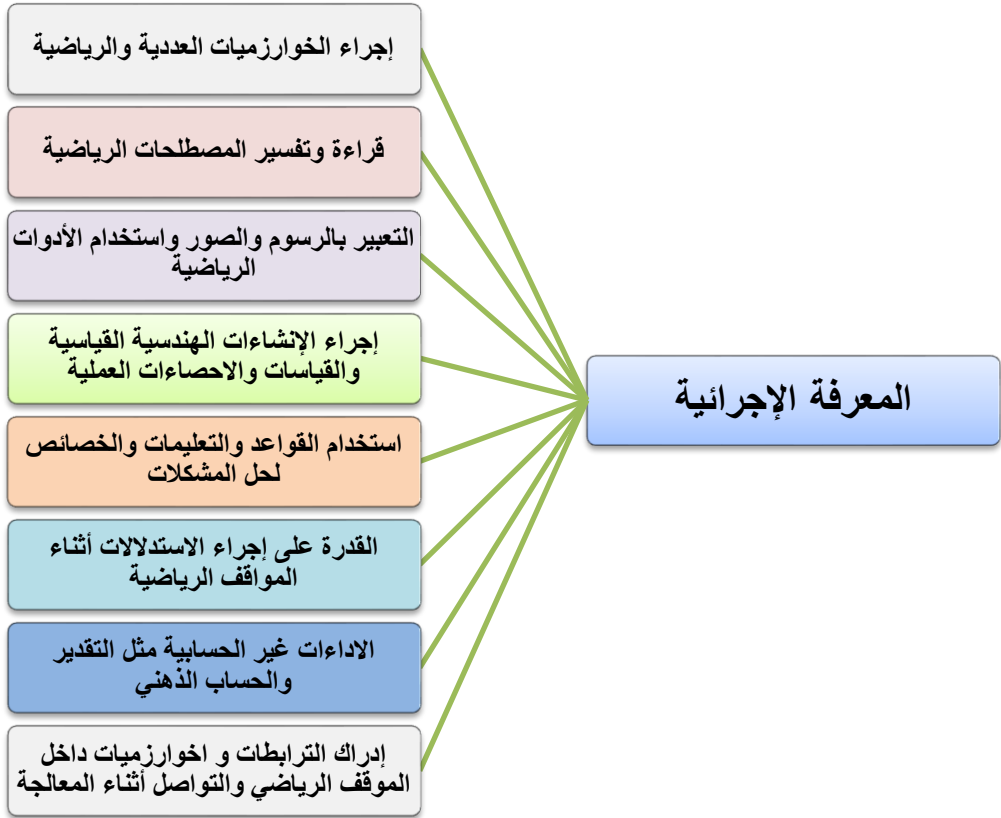 إجراء الخوارزميات العددية والرياضية
قراءة وتفسير المصطلحات الرياضية
التعبير بالرسوم والصور واستخدام الأدوات
الرياضية
إجراء الإنشاءات الهندسية القياسية
والقياسات والاحصاءات العملية
المعرفة الإجرائية
استخدام القواعد والتعليمات والخصائص
لحل المشكلات
القدرة على إجراء الاستدلالات أثناء
المواقف الرياضية
الاداءات غير الحسابية مثل التقدير
والحساب الذهني
إدراك الترابطات و اخوارزميات داخل
الموقف الرياضي والتواصل أثناء المعالجة